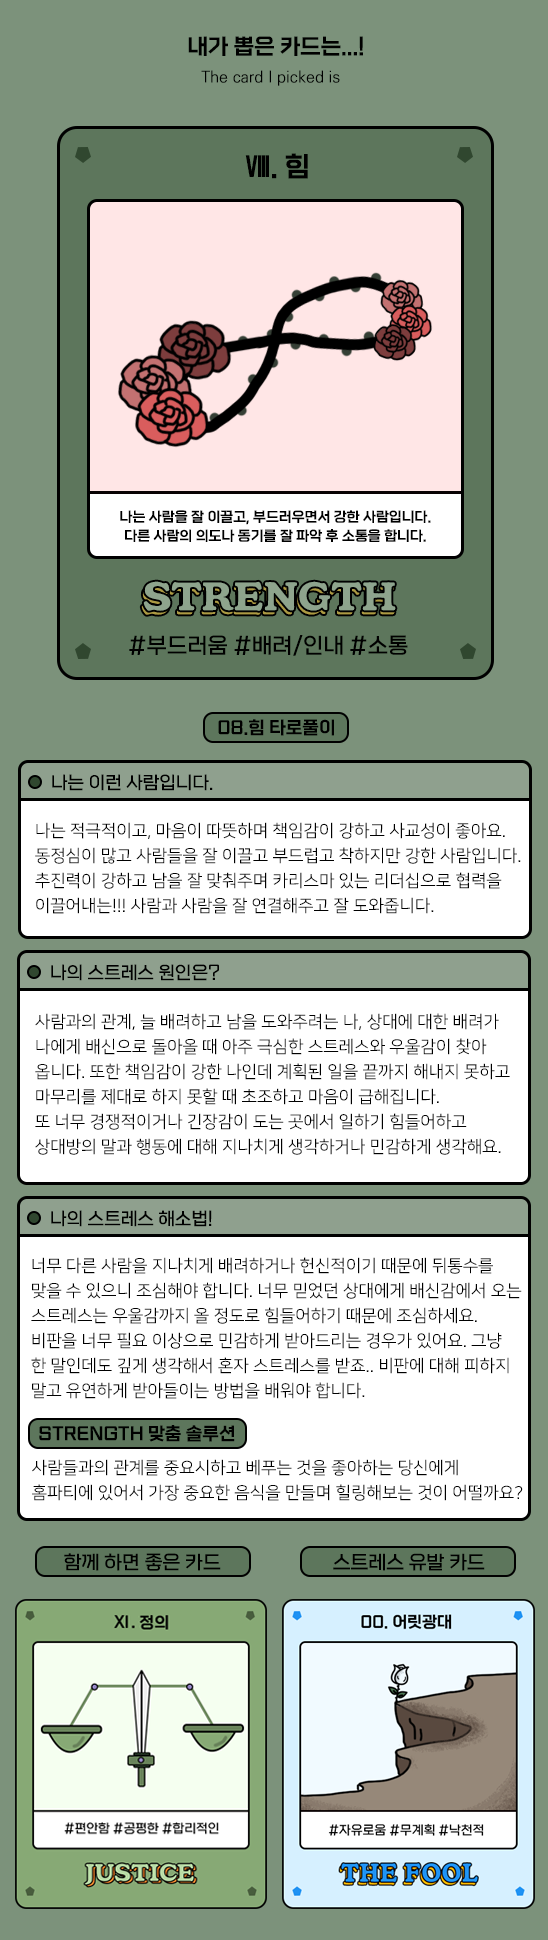 내가 뽑은 카드는...!
The card I picked is
Ⅷ. 힘
나는 사람을 잘 이끌고, 부드러우면서 강한 사람입니다.
다른 사람의 의도나 동기를 잘 파악 후 소통을 합니다.
STRENGTH
#부드러움 #배려/인내 #소통
08.힘 타로풀이
나는 이런 사람입니다.
나는 적극적이고, 마음이 따뜻하며 책임감이 강하고 사교성이 좋아요.
동정심이 많고 사람들을 잘 이끌고 부드럽고 착하지만 강한 사람입니다.
추진력이 강하고 남을 잘 맞춰주며 카리스마 있는 리더십으로 협력을
이끌어내는!!! 사람과 사람을 잘 연결해주고 잘 도와줍니다.
나의 스트레스 원인은?
사람과의 관계, 늘 배려하고 남을 도와주려는 나, 상대에 대한 배려가
나에게 배신으로 돌아올 때 아주 극심한 스트레스와 우울감이 찾아
옵니다. 또한 책임감이 강한 나인데 계획된 일을 끝까지 해내지 못하고
마무리를 제대로 하지 못할 때 초조하고 마음이 급해집니다.
또 너무 경쟁적이거나 긴장감이 도는 곳에서 일하기 힘들어하고
상대방의 말과 행동에 대해 지나치게 생각하거나 민감하게 생각해요.
나의 스트레스 해소법!
너무 다른 사람을 지나치게 배려하거나 헌신적이기 때문에 뒤통수를
맞을 수 있으니 조심해야 합니다. 너무 믿었던 상대에게 배신감에서 오는
스트레스는 우울감까지 올 정도로 힘들어하기 때문에 조심하세요.
비판을 너무 필요 이상으로 민감하게 받아드리는 경우가 있어요. 그냥
한 말인데도 깊게 생각해서 혼자 스트레스를 받죠.. 비판에 대해 피하지
말고 유연하게 받아들이는 방법을 배워야 합니다.
STRENGTH 맞춤 솔루션
사람들과의 관계를 중요시하고 베푸는 것을 좋아하는 당신에게
홈파티에 있어서 가장 중요한 음식을 만들며 힐링해보는 것이 어떨까요?
함께 하면 좋은 카드
스트레스 유발 카드
XI. 정의
#편안함 #공평한 #합리적인
JUSTICE
00. 어릿광대
#자유로움 #무계획 #낙천적
THE FOOL